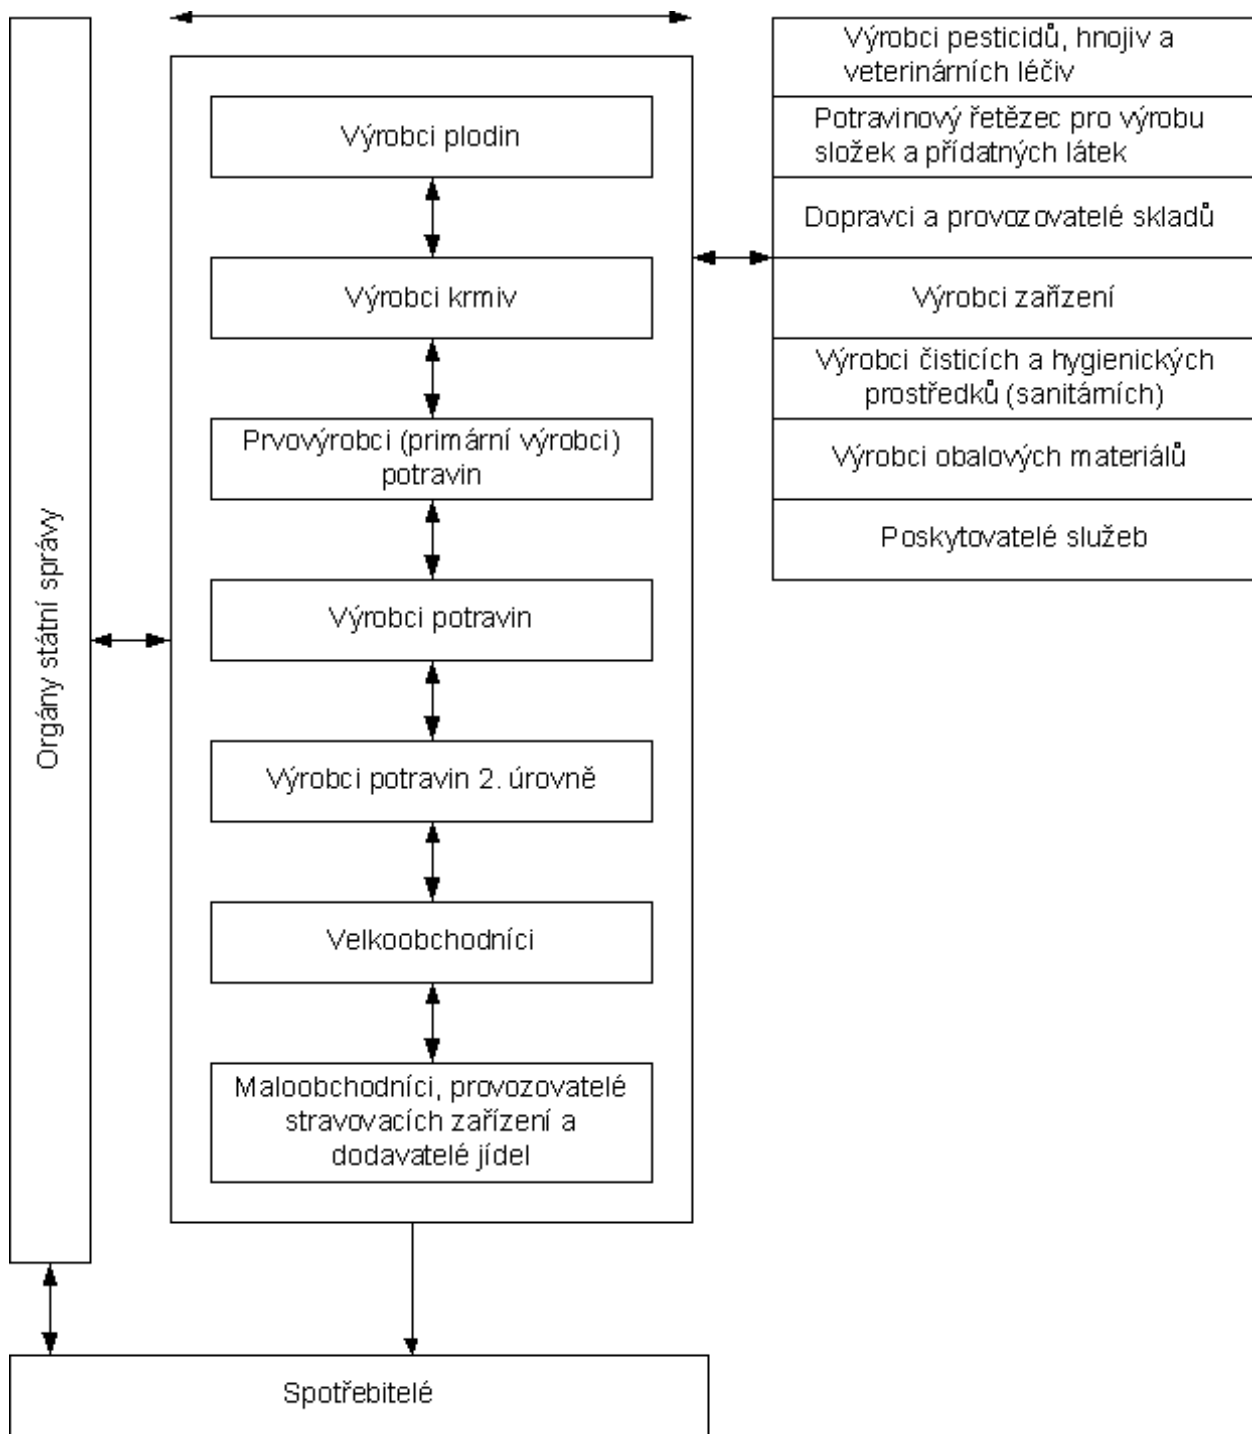 Výrobci pesticidů, hnojiv a
veterinárních léčiv
Potravinový řetězec pro výrobu
složek a přídatných látek
Dopravci a provozovatelé skladů
Výrobci zařízení
Výrobci čisticích a hygienických
prostředků (sanitárních)
Výrobci obalových materiálů
Poskytovatelé služeb
Výrobci plodin
Výrobci krmiv
Prvovýrobci (primární výrobci)
potravin
Výrobci potravin
Výrobci potravin 2. úrovně
Velkoobchodníci
Maloobchodníci, provozovatelé
stravovacích zařízení a
dodavatelé jídel
Orgány státní správy
Spotřebitelé